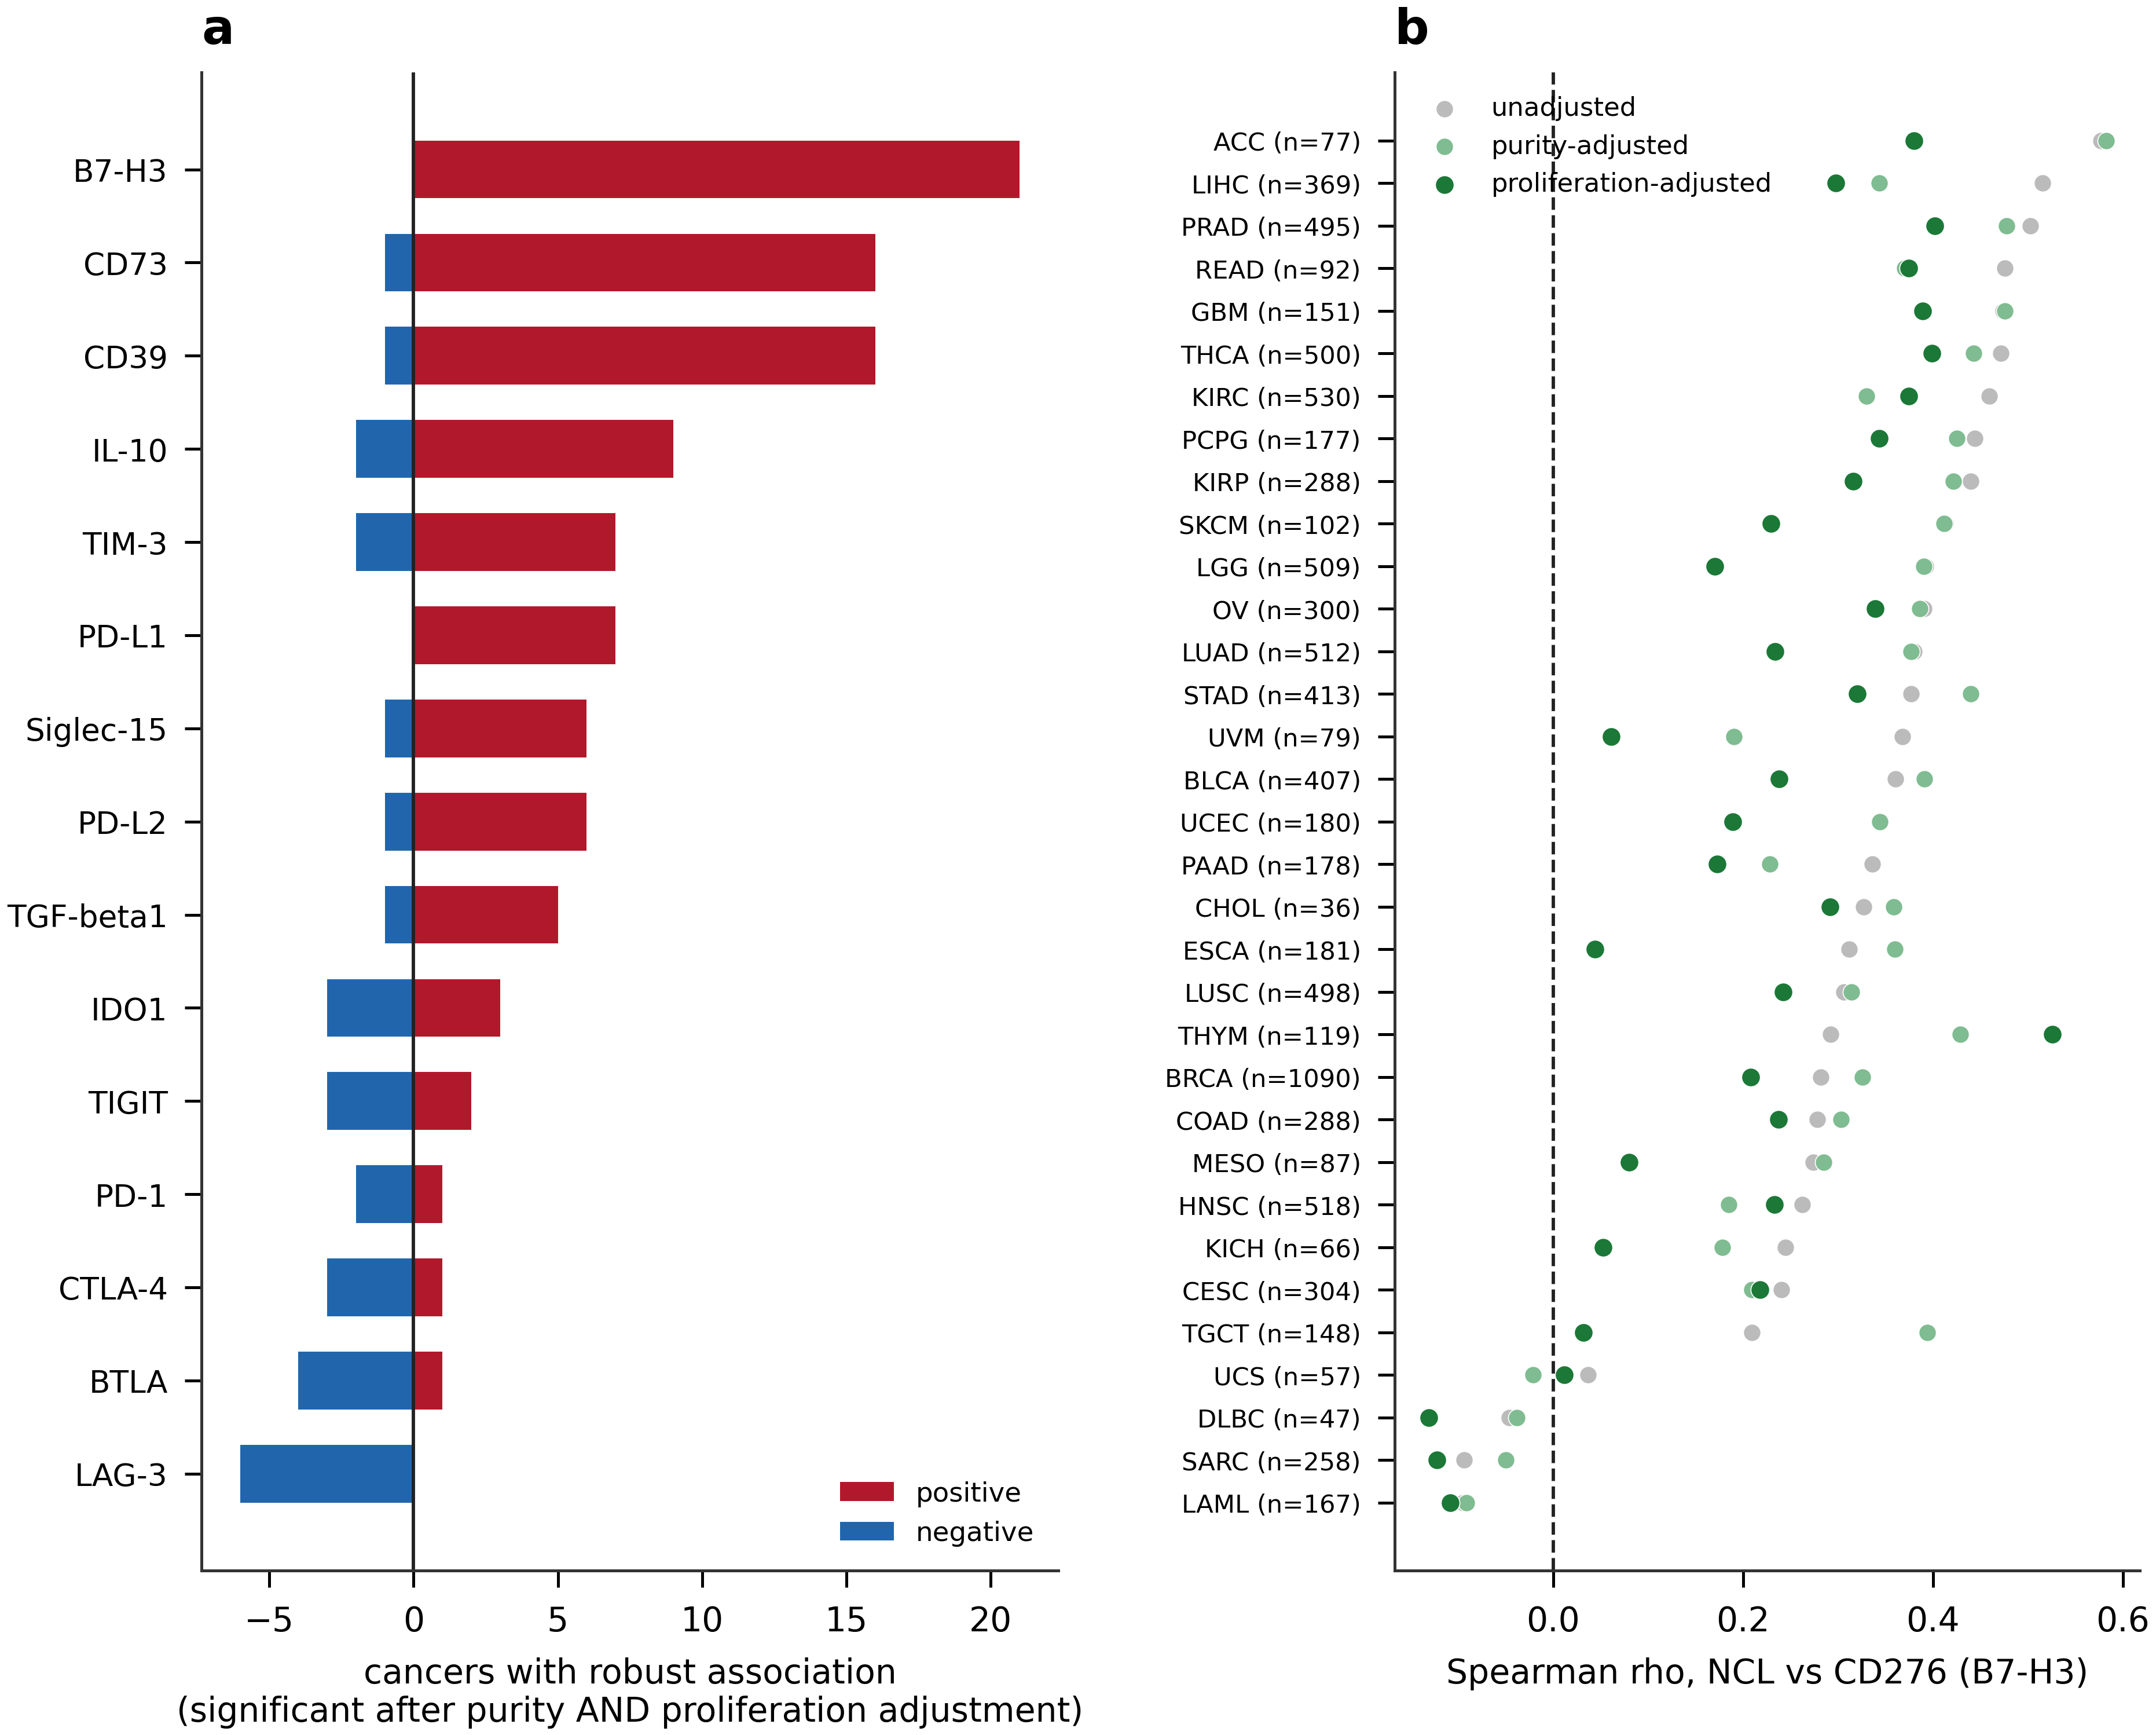 a
B7-H3
CD73
CD39
IL-10
TIM-3
PD-L1
Siglec-15
PD-L2
TGF-beta1
IDO1
TIGIT
PD-1
CTLA-4
BTLA
LAG-3
positive
negative
−5 0 5 10 15 20
cancers with robust association
(significant after purity AND proliferation adjustment)
b
unadjusted
purity-adjusted
proliferation-adjusted
ACC (n=77)
LIHC (n=369)
PRAD (n=495)
READ (n=92)
GBM (n=151)
THCA (n=500)
KIRC (n=530)
PCPG (n=177)
KIRP (n=288)
SKCM (n=102)
LGG (n=509)
OV (n=300)
LUAD (n=512)
STAD (n=413)
UVM (n=79)
BLCA (n=407)
UCEC (n=180)
PAAD (n=178)
CHOL (n=36)
ESCA (n=181)
LUSC (n=498)
THYM (n=119)
BRCA (n=1090)
COAD (n=288)
MESO (n=87)
HNSC (n=518)
KICH (n=66)
CESC (n=304)
TGCT (n=148)
UCS (n=57)
DLBC (n=47)
SARC (n=258)
LAML (n=167)
0.0 0.2 0.4 0.6
Spearman rho, NCL vs CD276 (B7-H3)